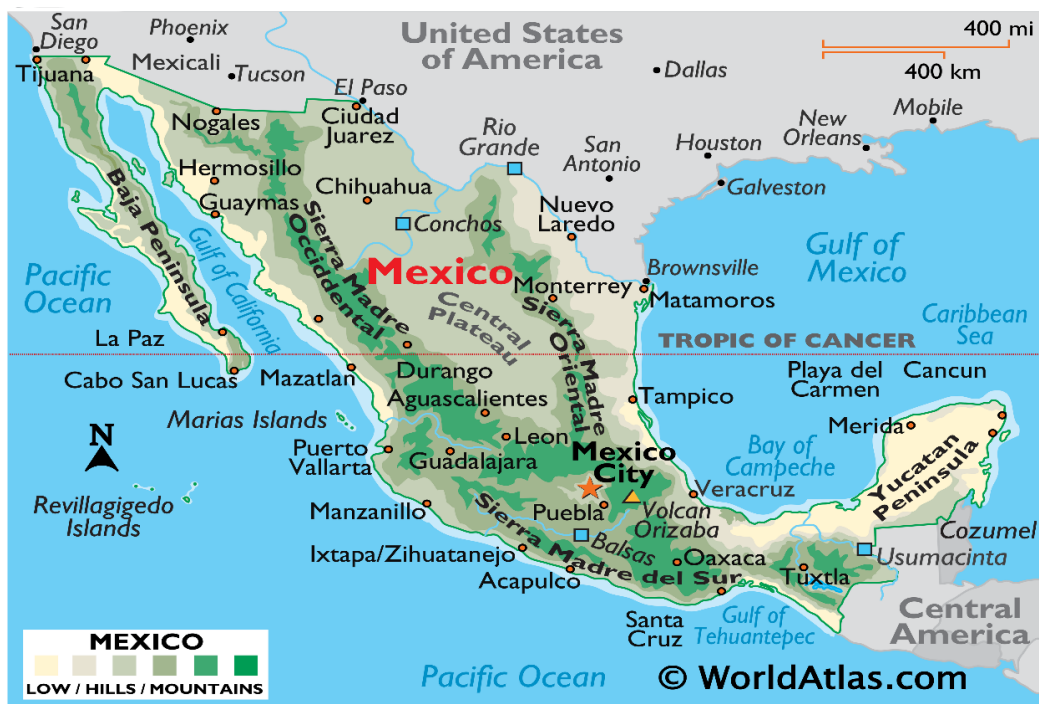 San
Diego
Phoenix
United States
of America
400 mi
400 km
Tijuana
Mexicali
Tucson
El Paso
Dallas
Nogales
Ciudad
Juarez
Rio
Grande
San
Antonio
Houston
New
Orleans
Mobile
Hermosillo
Chihuahua
Galveston
Guaymas
Baja Peninsula
Gulf of California
Sierra Madre
Occiddental
Conchos
Nuevo
Laredo
Gulf of
Mexico
Pacific
Ocean
Mexico
Brownsville
Monterrey
Matamoros
Central
Plateau
Sierra Madre
Oriental
Caribbean
Sea
La Paz
TROPIC OF CANCER
Cabo San Lucas
Mazatlan
Durango
Playa del
Carmen
Cancun
Aguascalientes
Tampico
Marias Islands
Merida
N
Puerto
Vallarta
Leon
Guadalajara
Mexico
City
Bay of
Campeche
Yucatan
Peninsula
Revillagigedo
Islands
Manzanillo
Puebla
Volcan
Orizaba
Veracruz
Cozumel
Ixtapa/Zihuatanejo
Sierra Madre del Sur
Balsas
Oaxaca
Tuxtla
Usumacinta
Acapulco
Santa
Cruz
Gulf of
Tehuantepec
Central
America
MEXICO
LOW / HILLS / MOUNTAINS
Pacific Ocean
© WorldAtlas.com